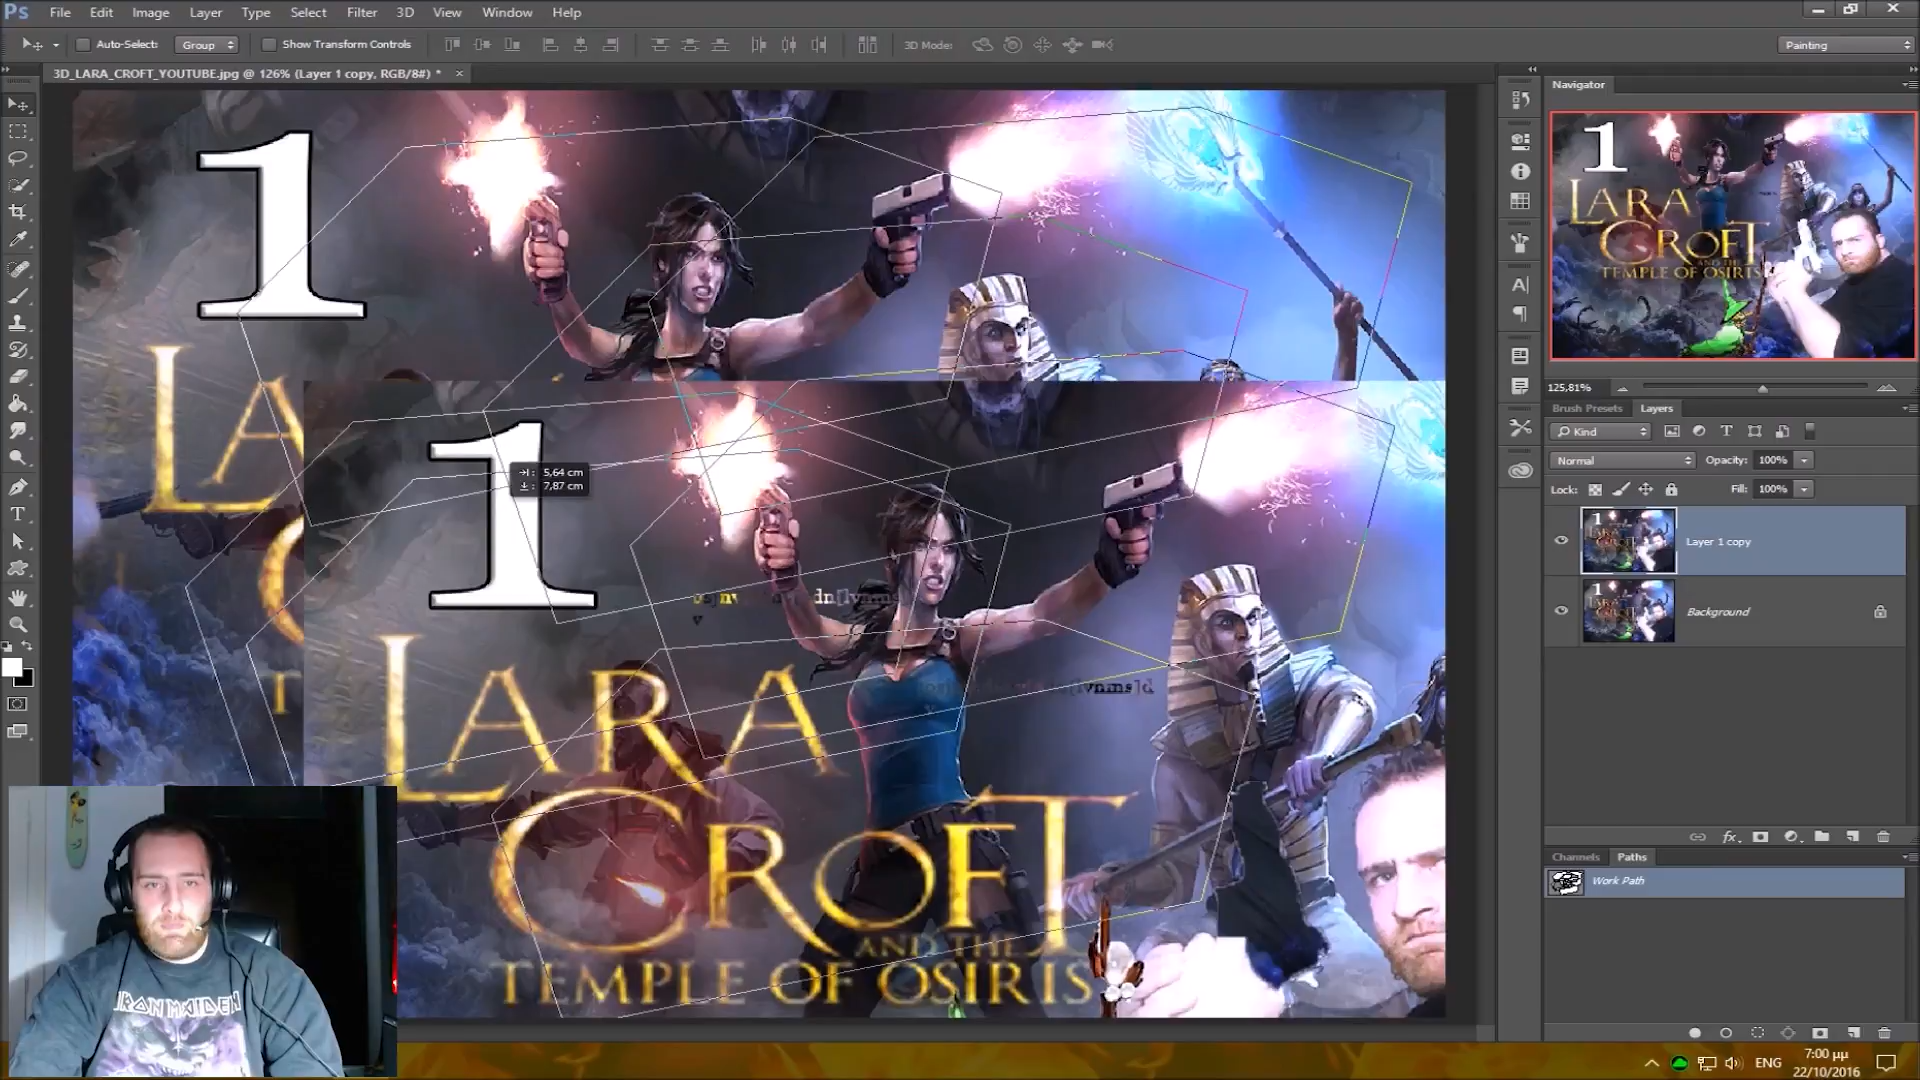 Ps File Edit Image Layer Type Select Filter 3D View Window Help
Auto-Select: Group Show Transform Controls 3D Mode: Painting
3D_LARA_CROFT_YOUTUBE.jpg @ 126% (Layer 1 copy, RGB/8#) * ×
Navigator
1
LARA
CROFT
AND THE
TEMPLE OF OSIRIS
125,81%
Brush Presets Layers
Kind
Normal Opacity: 100%
Lock: Fill: 100%
Layer 1 copy
Background
Channels Paths
Work Path
1
LA
1
5,64 cm
7,87 cm
LARA
CROFT
AND THE
TEMPLE OF OSIRIS
IRON MAIDEN
ENG
7:00 μμ
22/10/2016